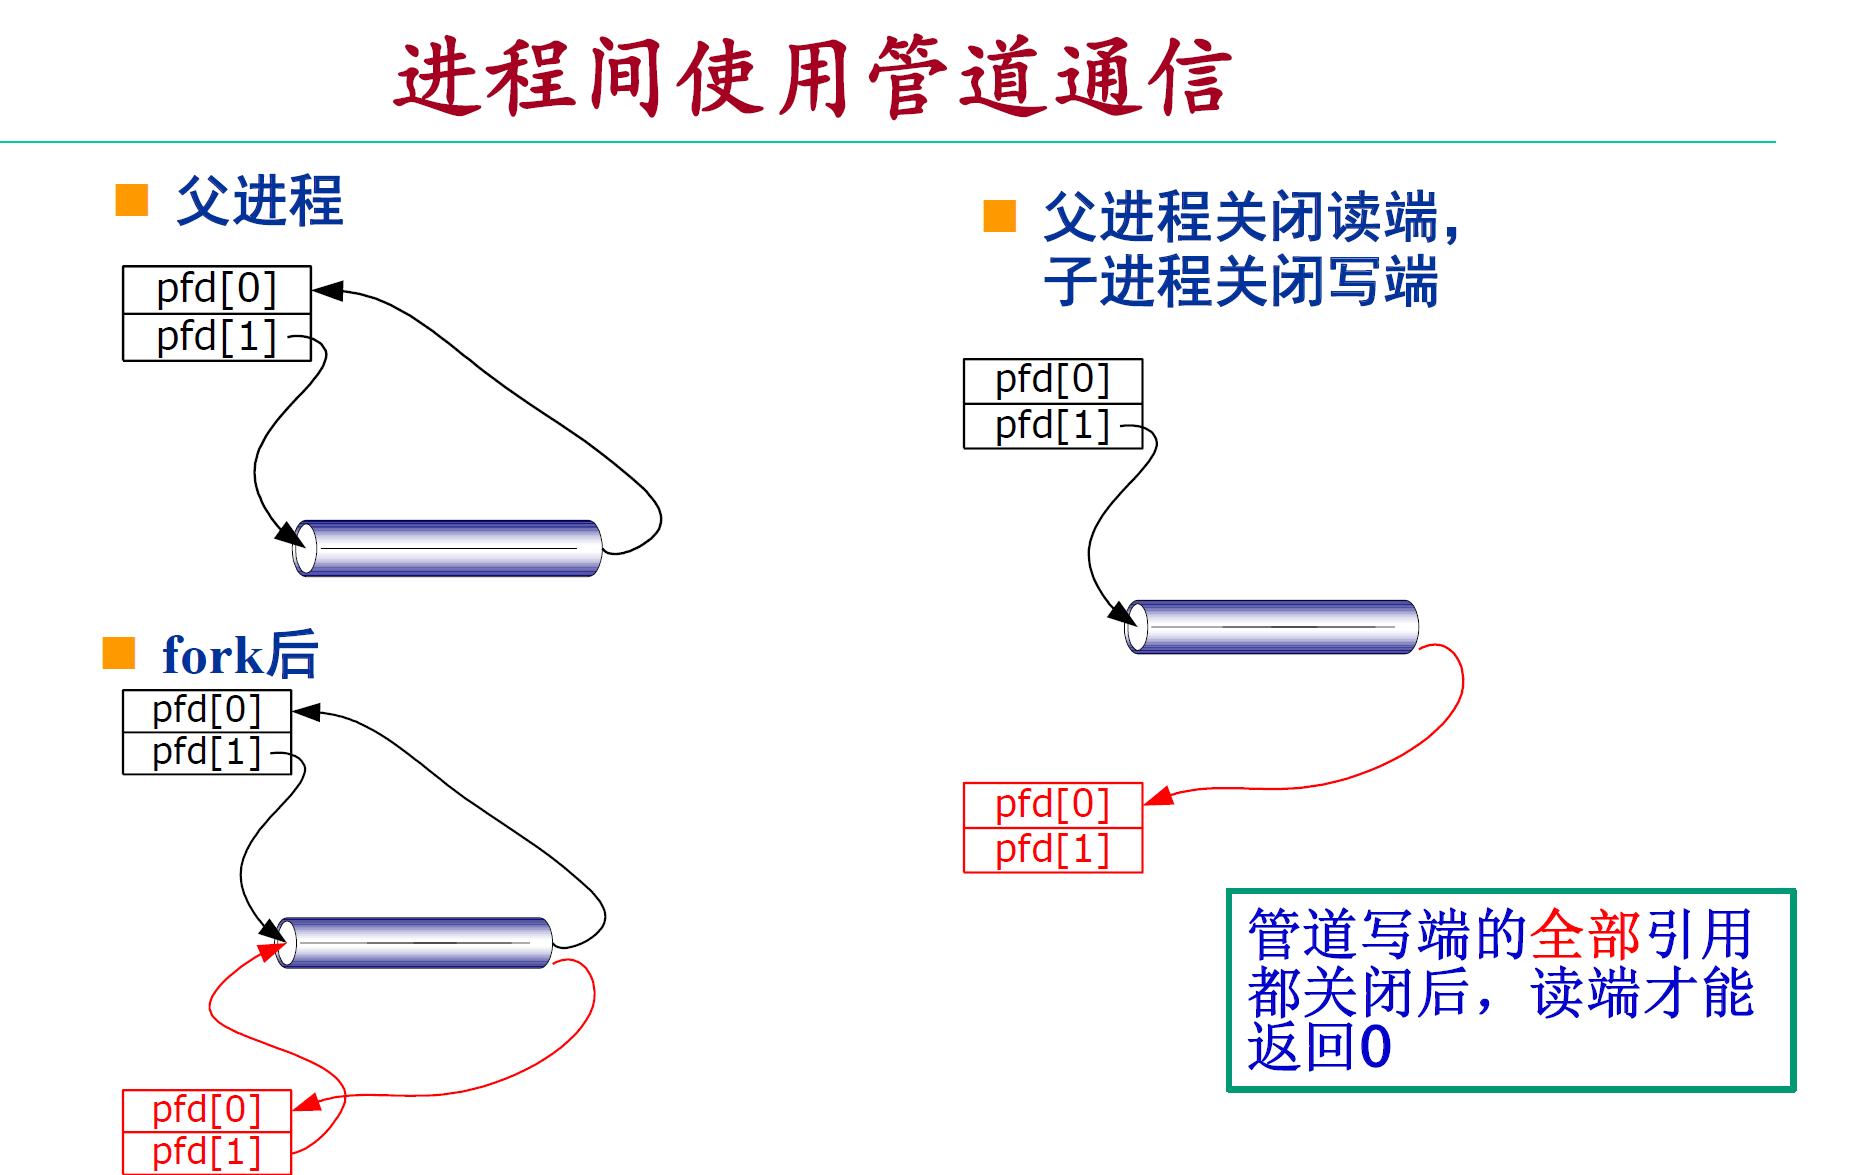 进程间使用管道通信
父进程
pfd[0]
pfd[1]
fork后
pfd[0]
pfd[1]
pfd[0]
pfd[1]
父进程关闭读端，
子进程关闭写端
pfd[0]
pfd[1]
pfd[0]
pfd[1]
管道写端的全部引用
都关闭后，读端才能
返回0